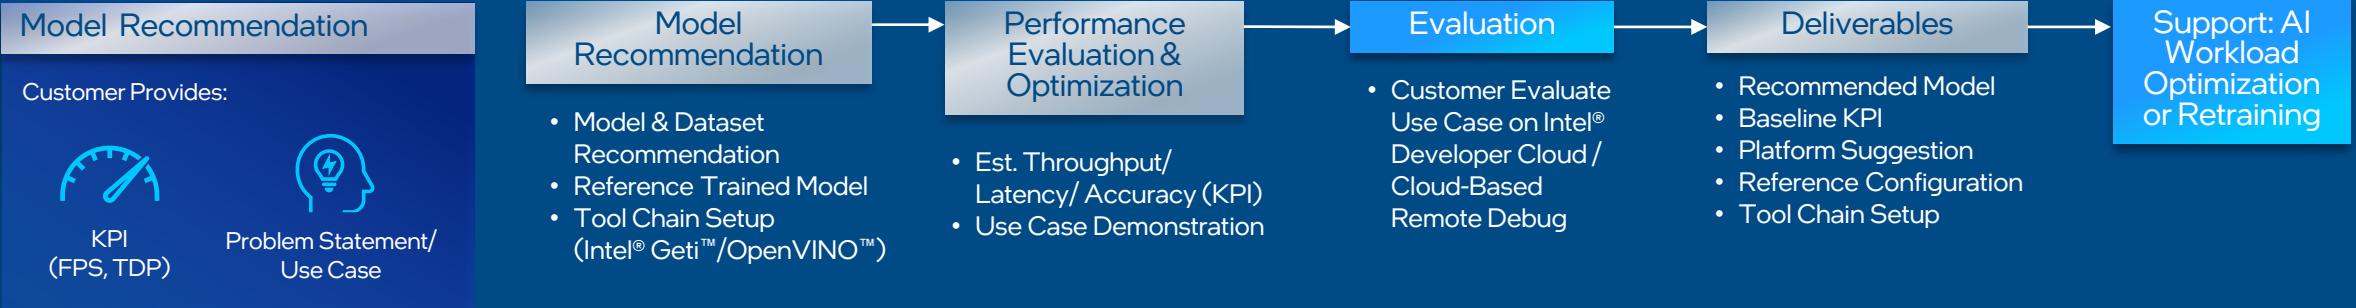 Model Recommendation
Customer Provides:
KPI
(FPS, TDP)
Problem Statement/
Use Case
Model
Recommendation
• Model & Dataset
Recommendation
• Reference Trained Model
• Tool Chain Setup
(Intel® Geti™/OpenVINO™)
Performance
Evaluation &
Optimization
• Est. Throughput/
Latency/ Accuracy (KPI)
• Use Case Demonstration
Evaluation
• Customer Evaluate
Use Case on Intel®
Developer Cloud /
Cloud-Based
Remote Debug
Deliverables
• Recommended Model
• Baseline KPI
• Platform Suggestion
• Reference Configuration
• Tool Chain Setup
Support: AI
Workload
Optimization
or Retraining